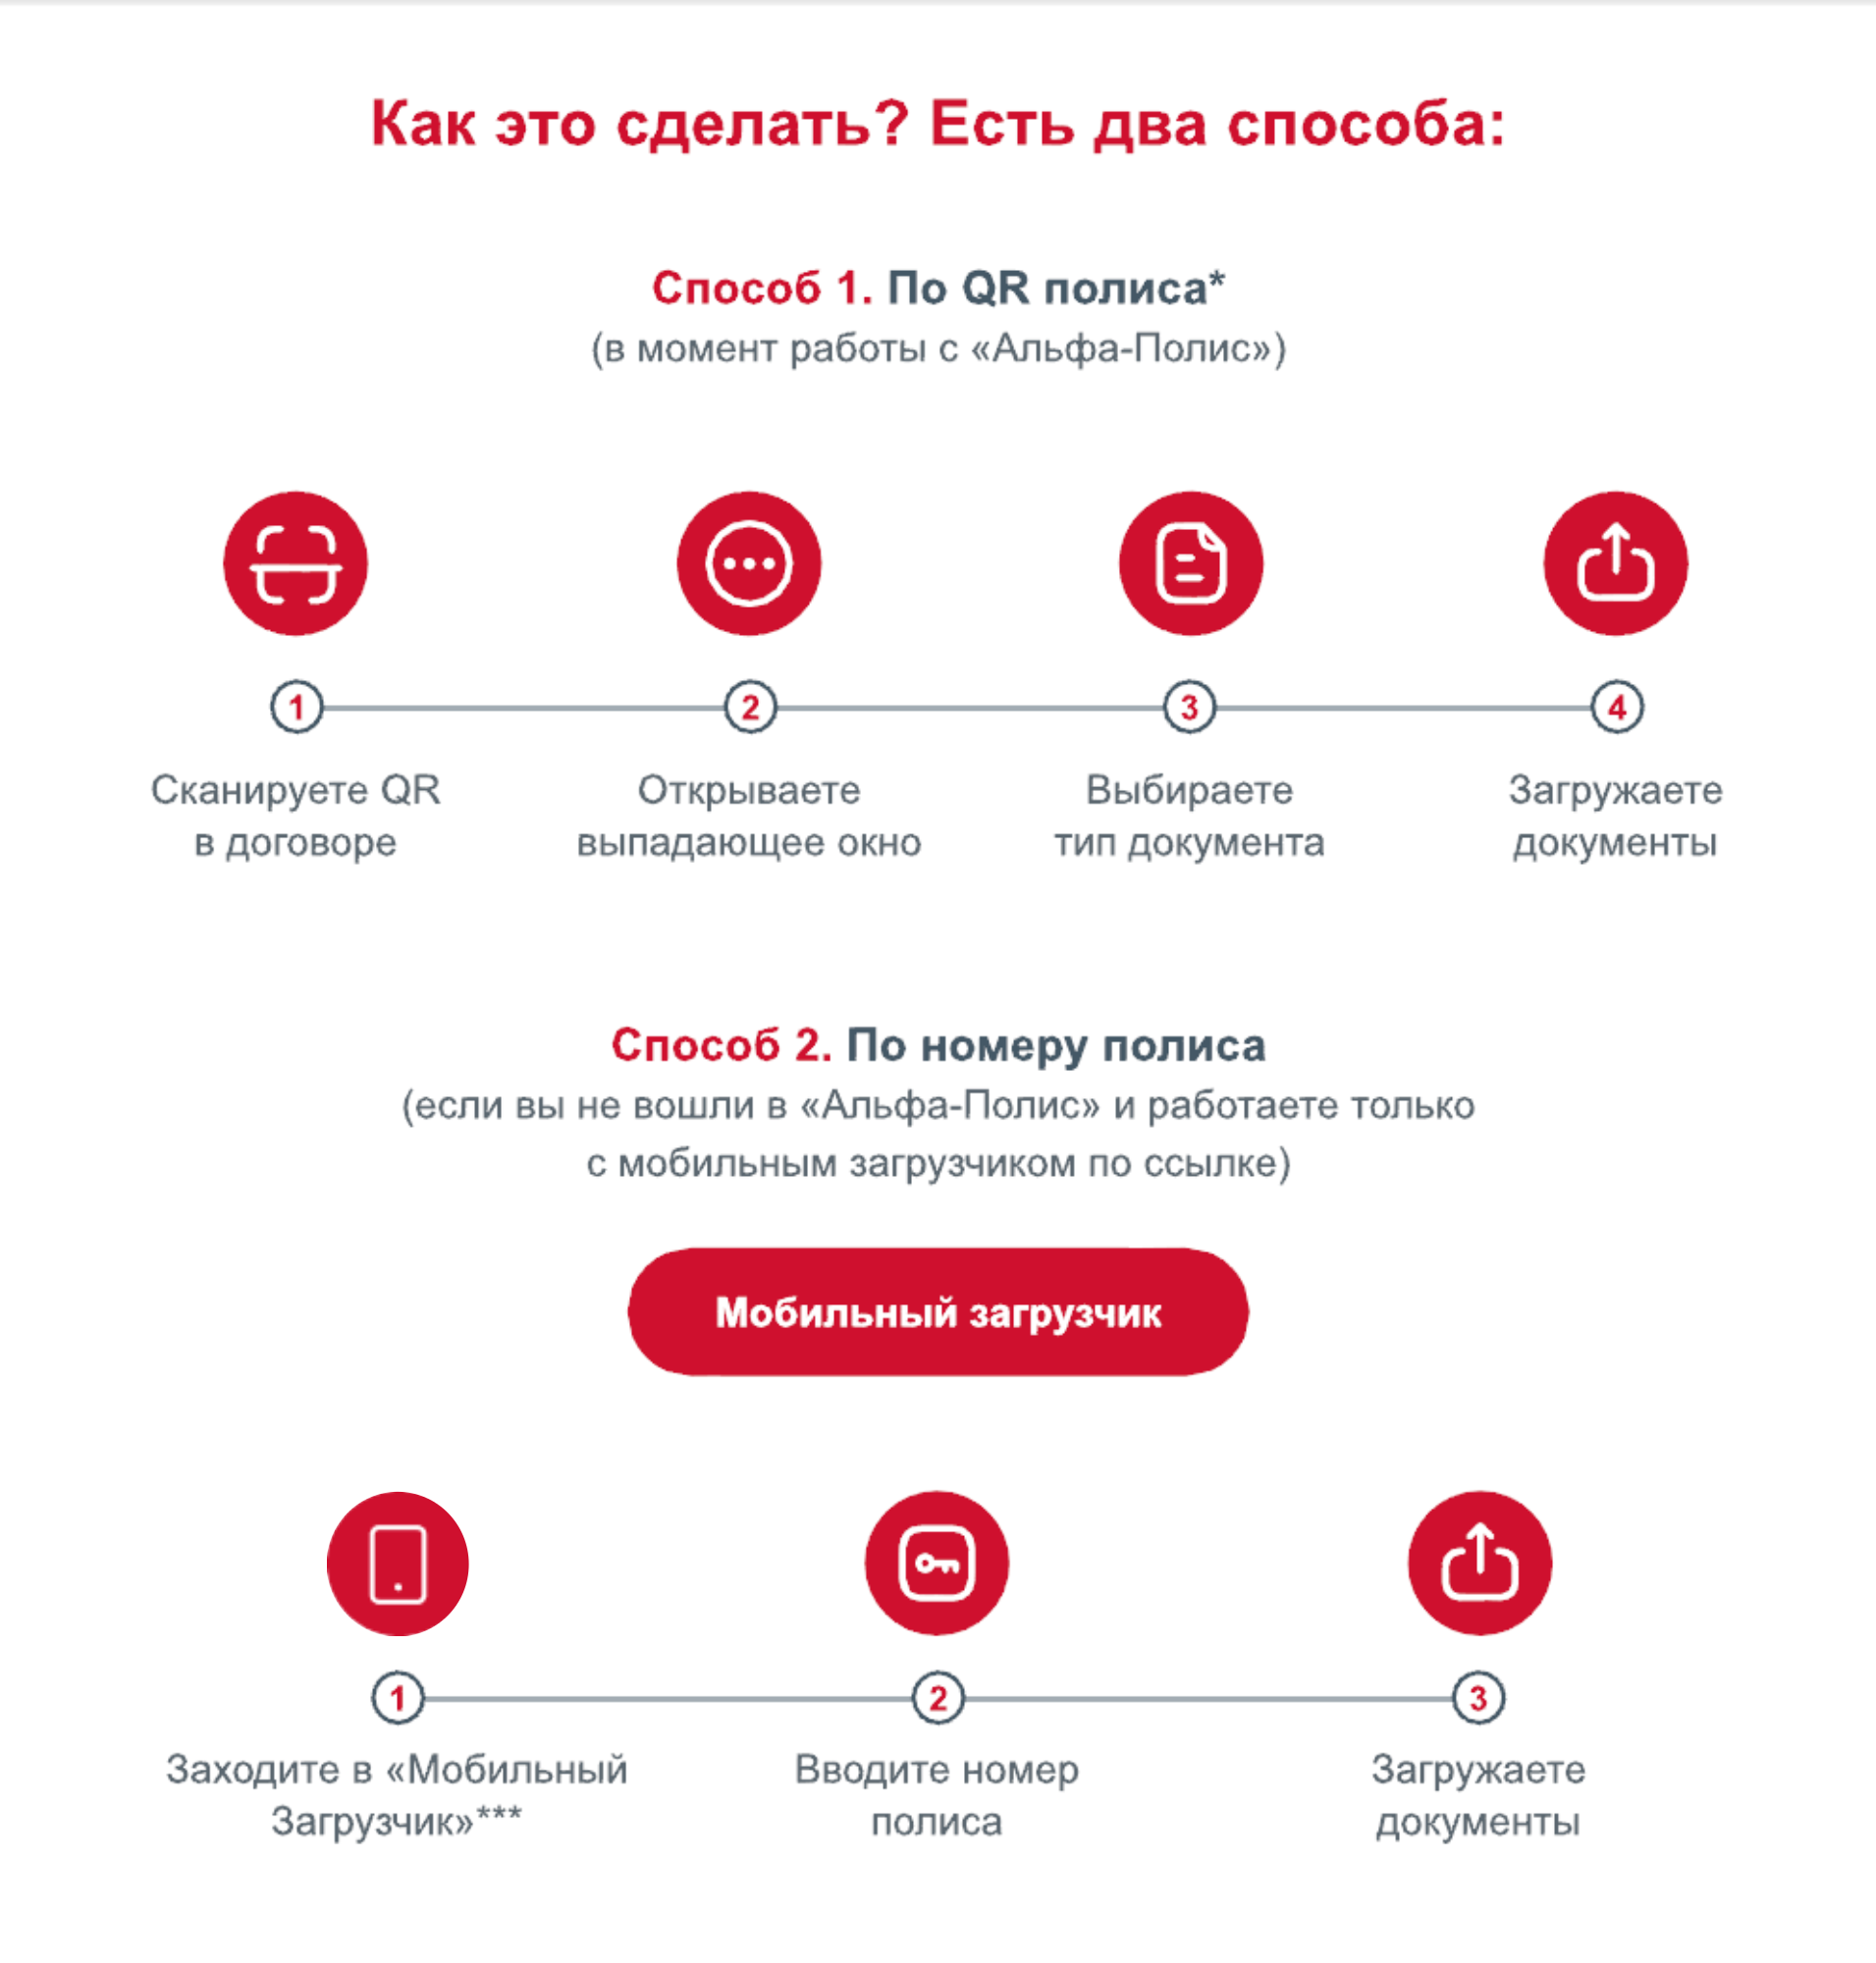 Как это сделать? Есть два способа:
Способ 1. По QR полиса*
(в момент работы с «Альфа-Полис»)
1
2
3
4
Сканируете QR
в договоре
Открываете
выпадающее окно
Выбираете
тип документа
Загружаете
документы
Способ 2. По номеру полиса
(если вы не вошли в «Альфа-Полис» и работаете только
с мобильным загрузчиком по ссылке)
Мобильный загрузчик
1
2
3
Заходите в «Мобильный
Загрузчик»***
Вводите номер
полиса
Загружаете
документы